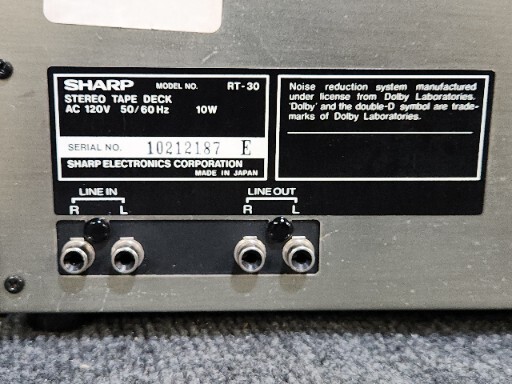 SHARP MODEL NO. RT-30
STEREO TAPE DECK
AC 120V 50/60Hz 10W
SERIAL NO. 10212187 E
SHARP ELECTRONICS CORPORATION
MADE IN JAPAN
Noise reduction system manufactured
under license from Dolby Laboratories.
'Dolby' and the double-D symbol are trade-
marks of Dolby Laboratories.
LINE IN LINE OUT
R L R L